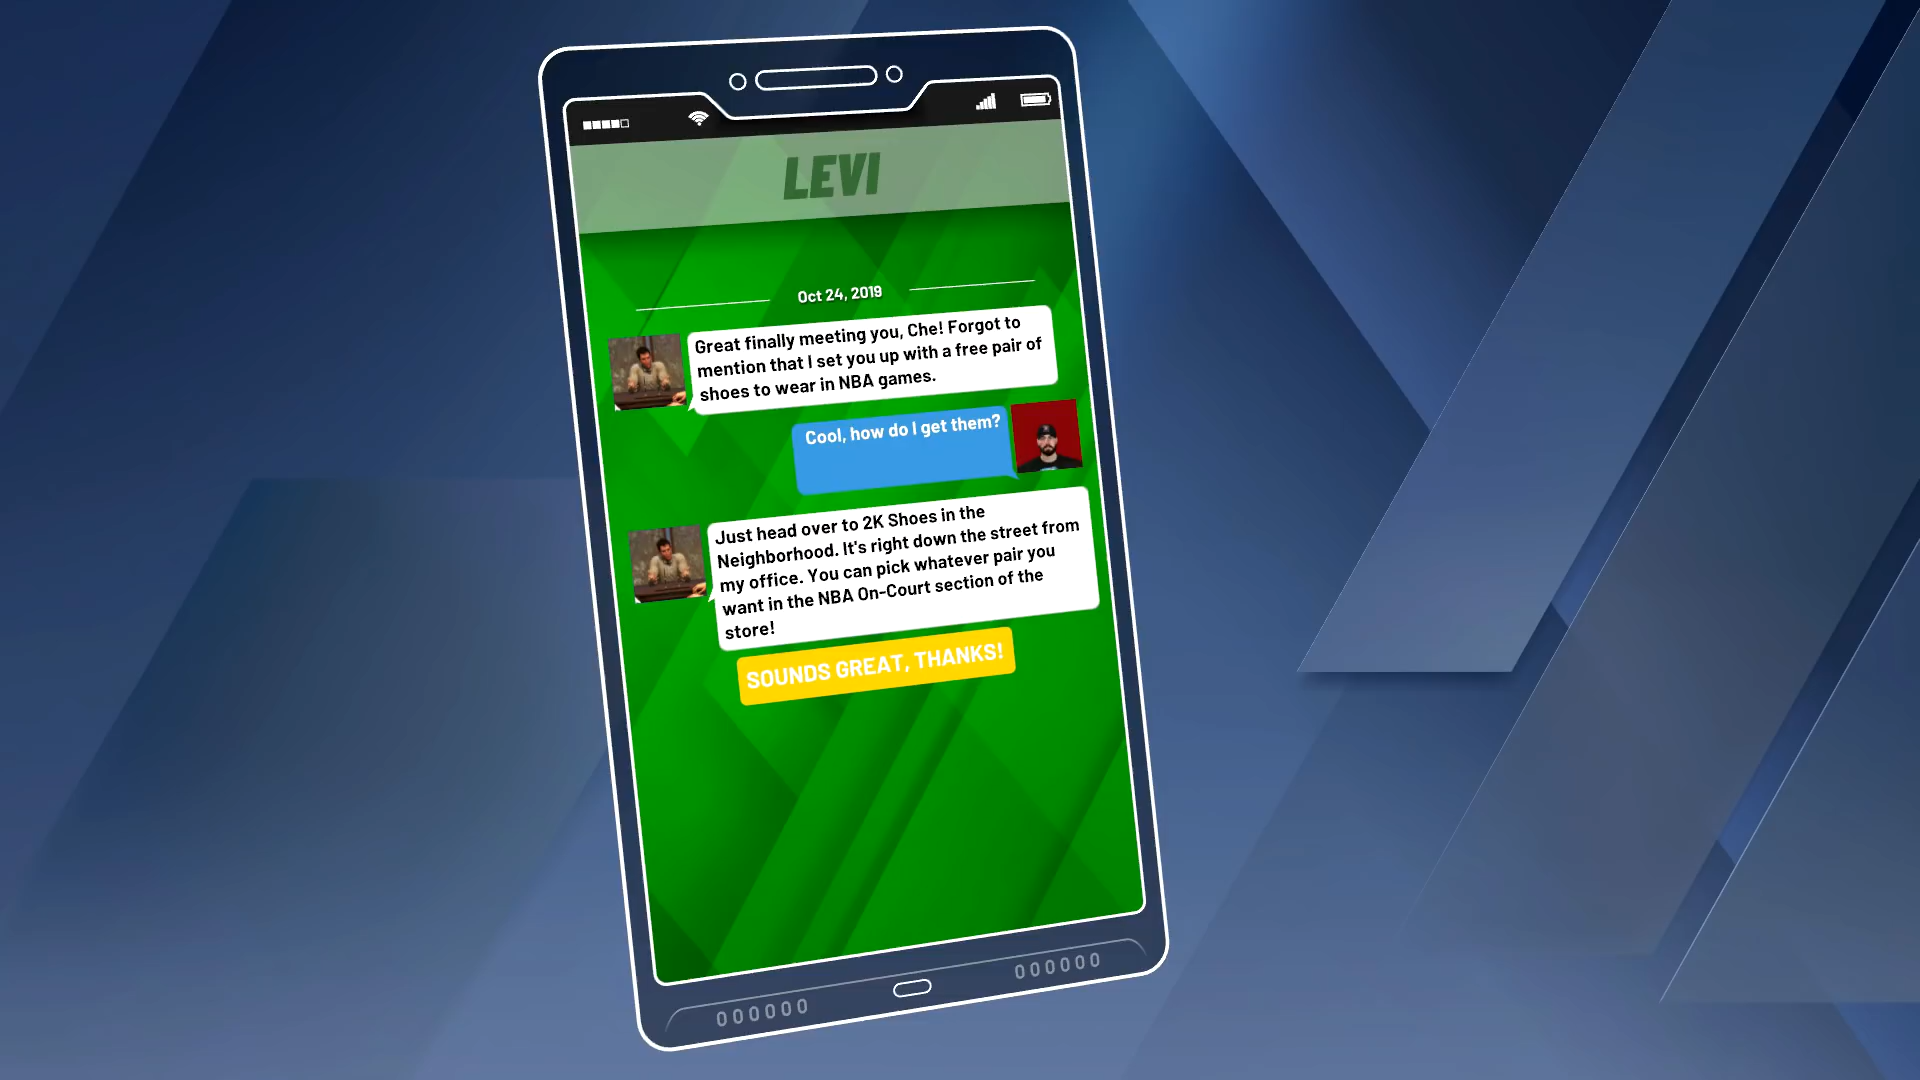 LEVI
Oct 24, 2019
Great finally meeting you, Che! Forgot to
mention that I set you up with a free pair of
shoes to wear in NBA games.
Cool, how do I get them?
Just head over to 2K Shoes in the
Neighborhood. It's right down the street from
my office. You can pick whatever pair you
want in the NBA On-Court section of the
store!
SOUNDS GREAT, THANKS!